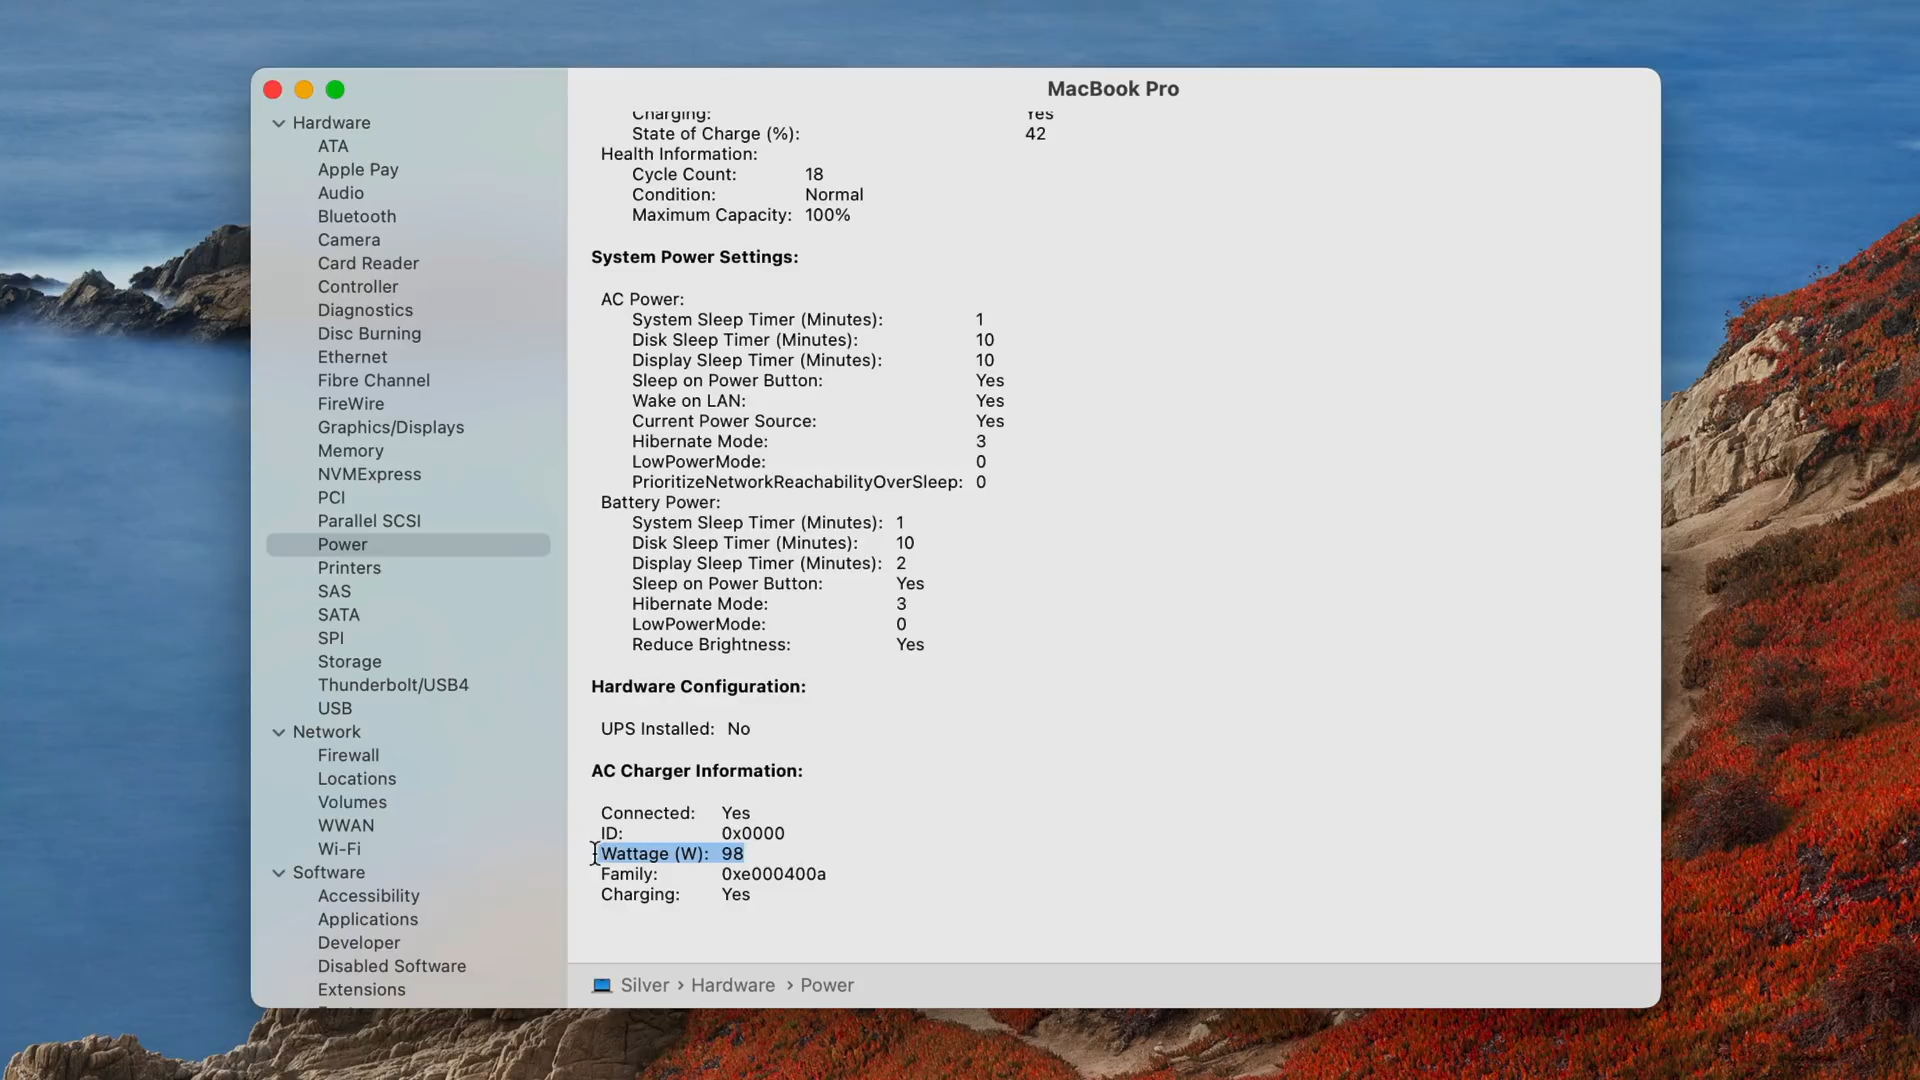 MacBook Pro
Hardware
ATA
Apple Pay
Audio
Bluetooth
Camera
Card Reader
Controller
Diagnostics
Disc Burning
Ethernet
Fibre Channel
FireWire
Graphics/Displays
Memory
NVMExpress
PCI
Parallel SCSI
Power
Printers
SAS
SATA
SPI
Storage
Thunderbolt/USB4
USB
Network
Firewall
Locations
Volumes
WWAN
Wi-Fi
Software
Accessibility
Applications
Developer
Disabled Software
Extensions
Charging: Yes
State of Charge (%): 42
Health Information:
Cycle Count: 18
Condition: Normal
Maximum Capacity: 100%
System Power Settings:
AC Power:
System Sleep Timer (Minutes): 1
Disk Sleep Timer (Minutes): 10
Display Sleep Timer (Minutes): 10
Sleep on Power Button: Yes
Wake on LAN: Yes
Current Power Source: Yes
Hibernate Mode: 3
LowPowerMode: 0
PrioritizeNetworkReachabilityOverSleep: 0
Battery Power:
System Sleep Timer (Minutes): 1
Disk Sleep Timer (Minutes): 10
Display Sleep Timer (Minutes): 2
Sleep on Power Button: Yes
Hibernate Mode: 3
LowPowerMode: 0
Reduce Brightness: Yes
Hardware Configuration:
UPS Installed: No
AC Charger Information:
Connected: Yes
ID: 0x0000
Wattage (W): 98
Family: 0xe000400a
Charging: Yes
Silver › Hardware › Power